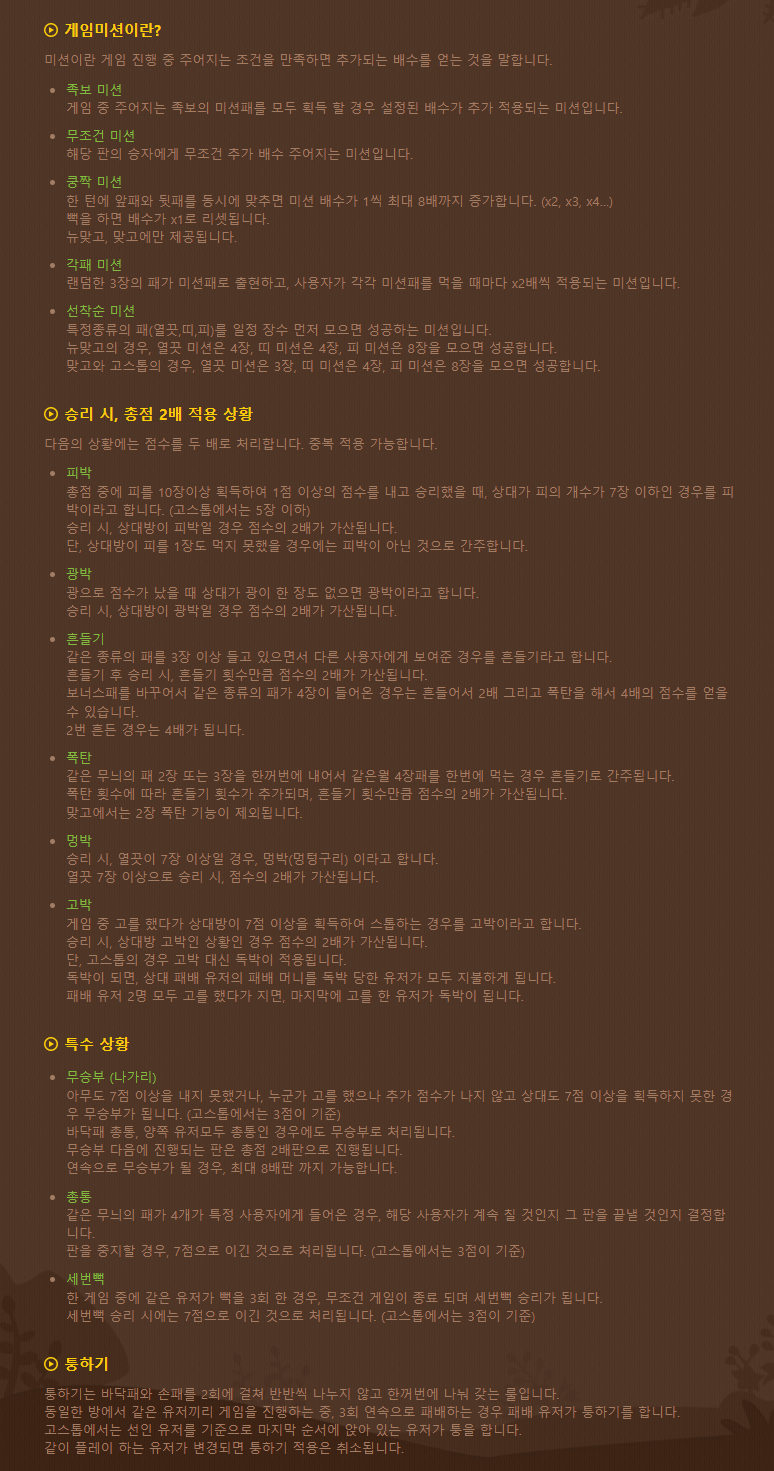 게임미션이란?
미션이란 게임 진행 중 주어지는 조건을 만족하면 추가되는 배수를 얻는 것을 말합니다.
족보 미션
게임 중 주어지는 족보의 미션패를 모두 획득 할 경우 설정된 배수가 추가 적용되는 미션입니다.
무조건 미션
해당 판의 승자에게 무조건 추가 배수 주어지는 미션입니다.
쿵짝 미션
한 턴에 앞패와 뒷패를 동시에 맞추면 미션 배수가 1씩 최대 8배까지 증가합니다. (x2, x3, x4...)
뻑을 하면 배수가 x1로 리셋됩니다.
뉴맞고, 맞고에만 제공됩니다.
각패 미션
랜덤한 3장의 패가 미션패로 출현하고, 사용자가 각각 미션패를 먹을 때마다 x2배씩 적용되는 미션입니다.
선착순 미션
특정종류의 패(열끗,띠,피)를 일정 장수 먼저 모으면 성공하는 미션입니다.
뉴맞고의 경우, 열끗 미션은 4장, 띠 미션은 4장, 피 미션은 8장을 모으면 성공합니다.
맞고와 고스톱의 경우, 열끗 미션은 3장, 띠 미션은 4장, 피 미션은 8장을 모으면 성공합니다.
승리 시, 총점 2배 적용 상황
다음의 상황에는 점수를 두 배로 처리합니다. 중복 적용 가능합니다.
피박
총점 중에 피를 10장이상 획득하여 1점 이상의 점수를 내고 승리했을 때, 상대가 피의 개수가 7장 이하인 경우를 피
박이라고 합니다. (고스톱에서는 5장 이하)
승리 시, 상대방이 피박일 경우 점수의 2배가 가산됩니다.
단, 상대방이 피를 1장도 먹지 못했을 경우에는 피박이 아닌 것으로 간주합니다.
광박
광으로 점수가 났을 때 상대가 광이 한 장도 없으면 광박이라고 합니다.
승리 시, 상대방이 광박일 경우 점수의 2배가 가산됩니다.
흔들기
같은 종류의 패를 3장 이상 들고 있으면서 다른 사용자에게 보여준 경우를 흔들기라고 합니다.
흔들기 후 승리 시, 흔들기 횟수만큼 점수의 2배가 가산됩니다.
보너스패를 바꾸어서 같은 종류의 패가 4장이 들어온 경우는 흔들어서 2배 그리고 폭탄을 해서 4배의 점수를 얻을
수 있습니다.
2번 흔든 경우는 4배가 됩니다.
폭탄
같은 무늬의 패 2장 또는 3장을 한꺼번에 내어서 같은월 4장패를 한번에 먹는 경우 흔들기로 간주됩니다.
폭탄 횟수에 따라 흔들기 횟수가 추가되며, 흔들기 횟수만큼 점수의 2배가 가산됩니다.
맞고에서는 2장 폭탄 기능이 제외됩니다.
멍박
승리 시, 열끗이 7장 이상일 경우, 멍박(멍텅구리) 이라고 합니다.
열끗 7장 이상으로 승리 시, 점수의 2배가 가산됩니다.
고박
게임 중 고를 했다가 상대방이 7점 이상을 획득하여 스톱하는 경우를 고박이라고 합니다.
승리 시, 상대방 고박인 상황인 경우 점수의 2배가 가산됩니다.
단, 고스톱의 경우 고박 대신 독박이 적용됩니다.
독박이 되면, 상대 패배 유저의 패배 머니를 독박 당한 유저가 모두 지불하게 됩니다.
패배 유저 2명 모두 고를 했다가 지면, 마지막에 고를 한 유저가 독박이 됩니다.
특수 상황
무승부 (나가리)
아무도 7점 이상을 내지 못했거나, 누군가 고를 했으나 추가 점수가 나지 않고 상대도 7점 이상을 획득하지 못한 경
우 무승부가 됩니다. (고스톱에서는 3점이 기준)
바닥패 총통, 양쪽 유저모두 총통인 경우에도 무승부로 처리됩니다.
무승부 다음에 진행되는 판은 총점 2배판으로 진행됩니다.
연속으로 무승부가 될 경우, 최대 8배판 까지 가능합니다.
총통
같은 무늬의 패가 4개가 특정 사용자에게 들어온 경우, 해당 사용자가 계속 칠 것인지 그 판을 끝낼 것인지 결정합
니다.
판을 중지할 경우, 7점으로 이긴 것으로 처리됩니다. (고스톱에서는 3점이 기준)
세번뻑
한 게임 중에 같은 유저가 뻑을 3회 한 경우, 무조건 게임이 종료 되며 세번뻑 승리가 됩니다.
세번뻑 승리 시에는 7점으로 이긴 것으로 처리됩니다. (고스톱에서는 3점이 기준)
통하기
통하기는 바닥패와 손패를 2회에 걸쳐 반반씩 나누지 않고 한꺼번에 나눠 갖는 룰입니다.
동일한 방에서 같은 유저끼리 게임을 진행하는 중, 3회 연속으로 패배하는 경우 패배 유저가 통하기를 합니다.
고스톱에서는 선인 유저를 기준으로 마지막 순서에 앉아 있는 유저가 통을 합니다.
같이 플레이 하는 유저가 변경되면 통하기 적용은 취소됩니다.